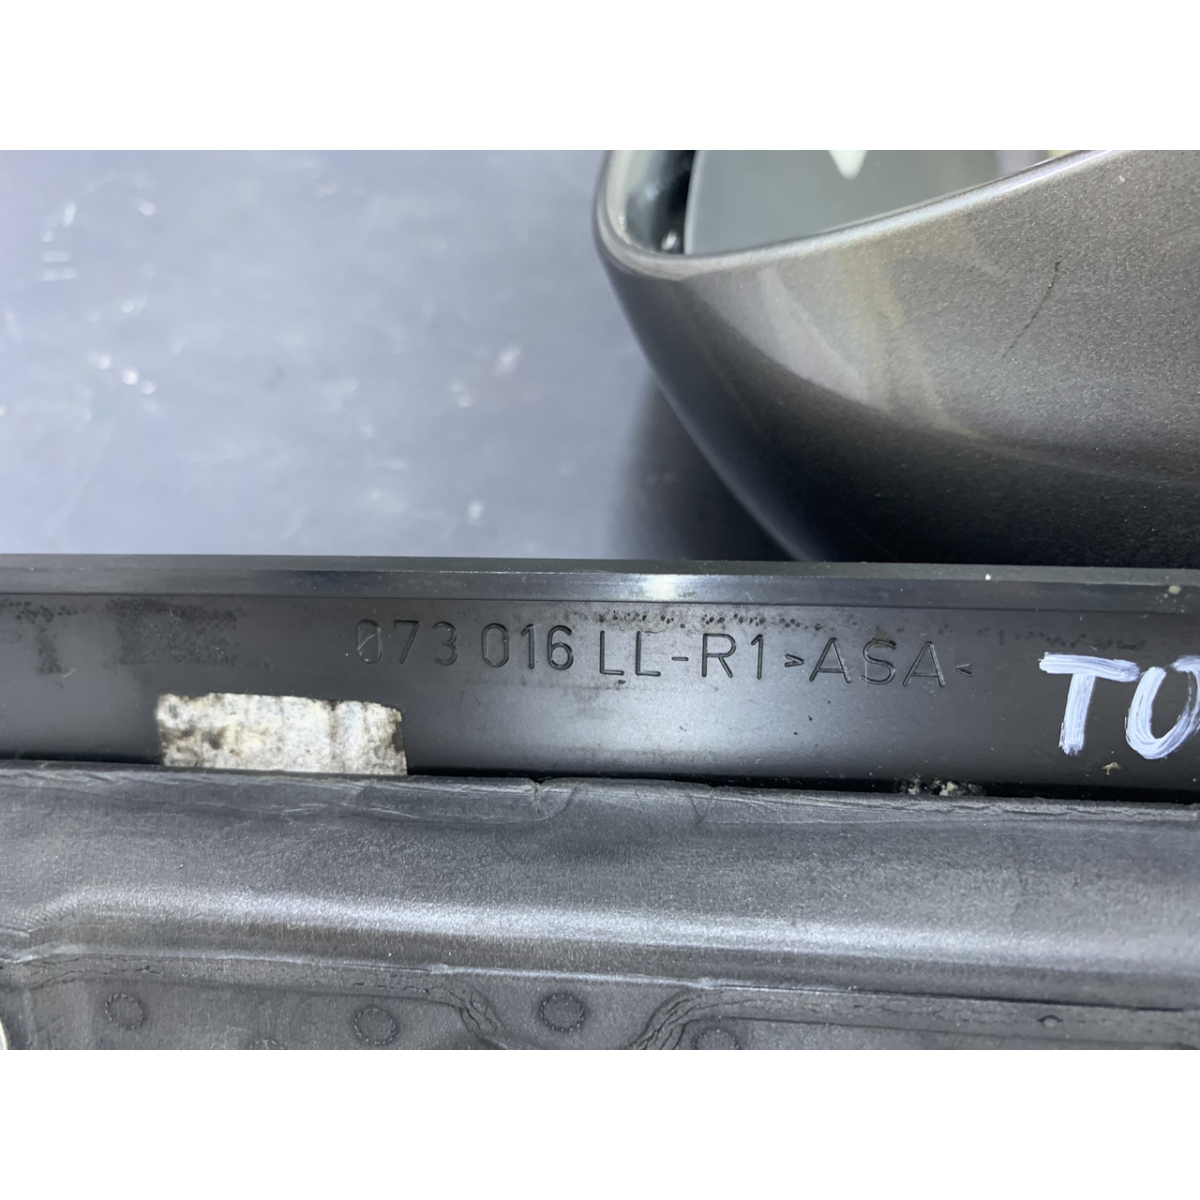 073 016 LL-R1 >ASA<
TO